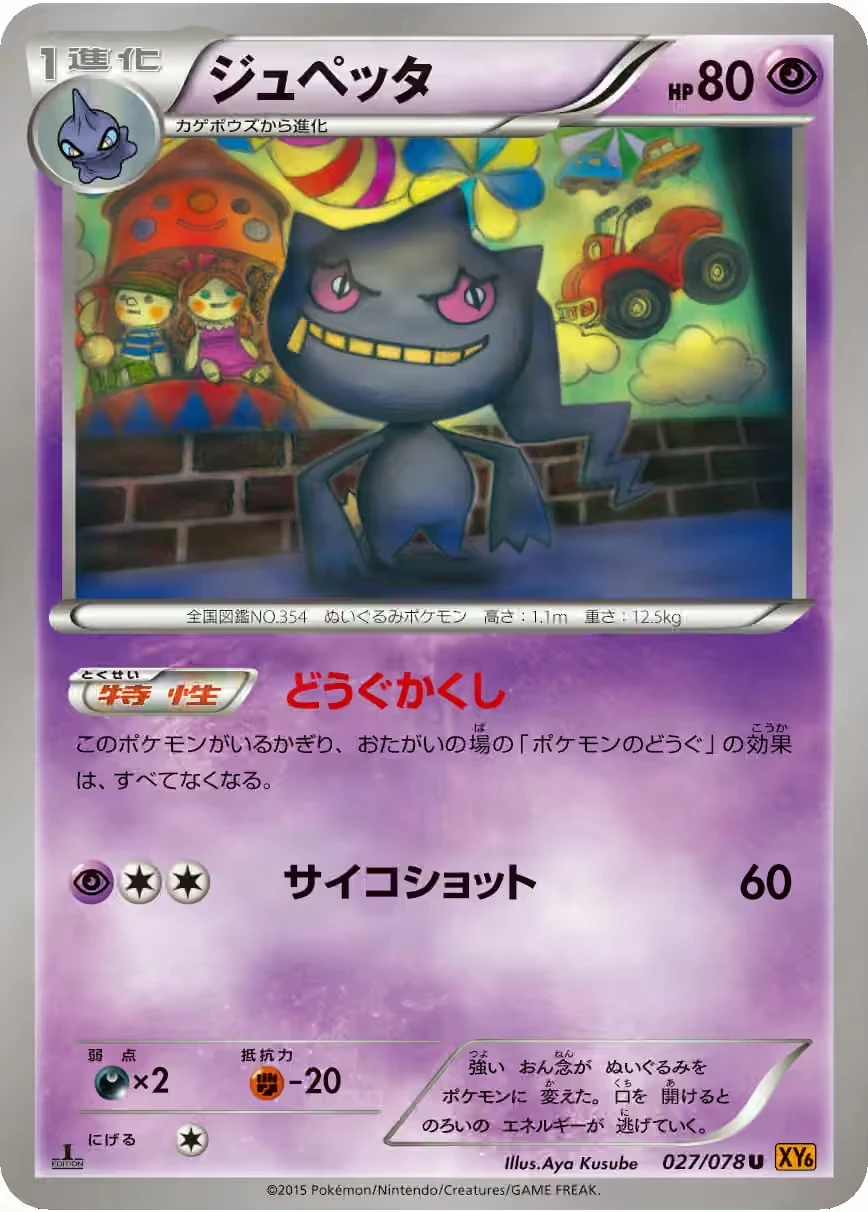 1進化
ジュペッタ
HP80
カゲボウズから進化
全国図鑑NO.354 ぬいぐるみポケモン 高さ：1.1m 重さ：12.5kg
とくせい
特性 どうぐかくし
このポケモンがいるかぎり、おたがいの場の「ポケモンのどうぐ」の効果
は、すべてなくなる。
サイコショット 60
弱点 抵抗力
×2 -20
にげる
強い おん念が ぬいぐるみを
ポケモンに 変えた。口を 開けると
のろいの エネルギーが 逃げていく。
1 EDITION
Illus.Aya Kusube 027/078 U XY6
©2015 Pokémon/Nintendo/Creatures/GAME FREAK.